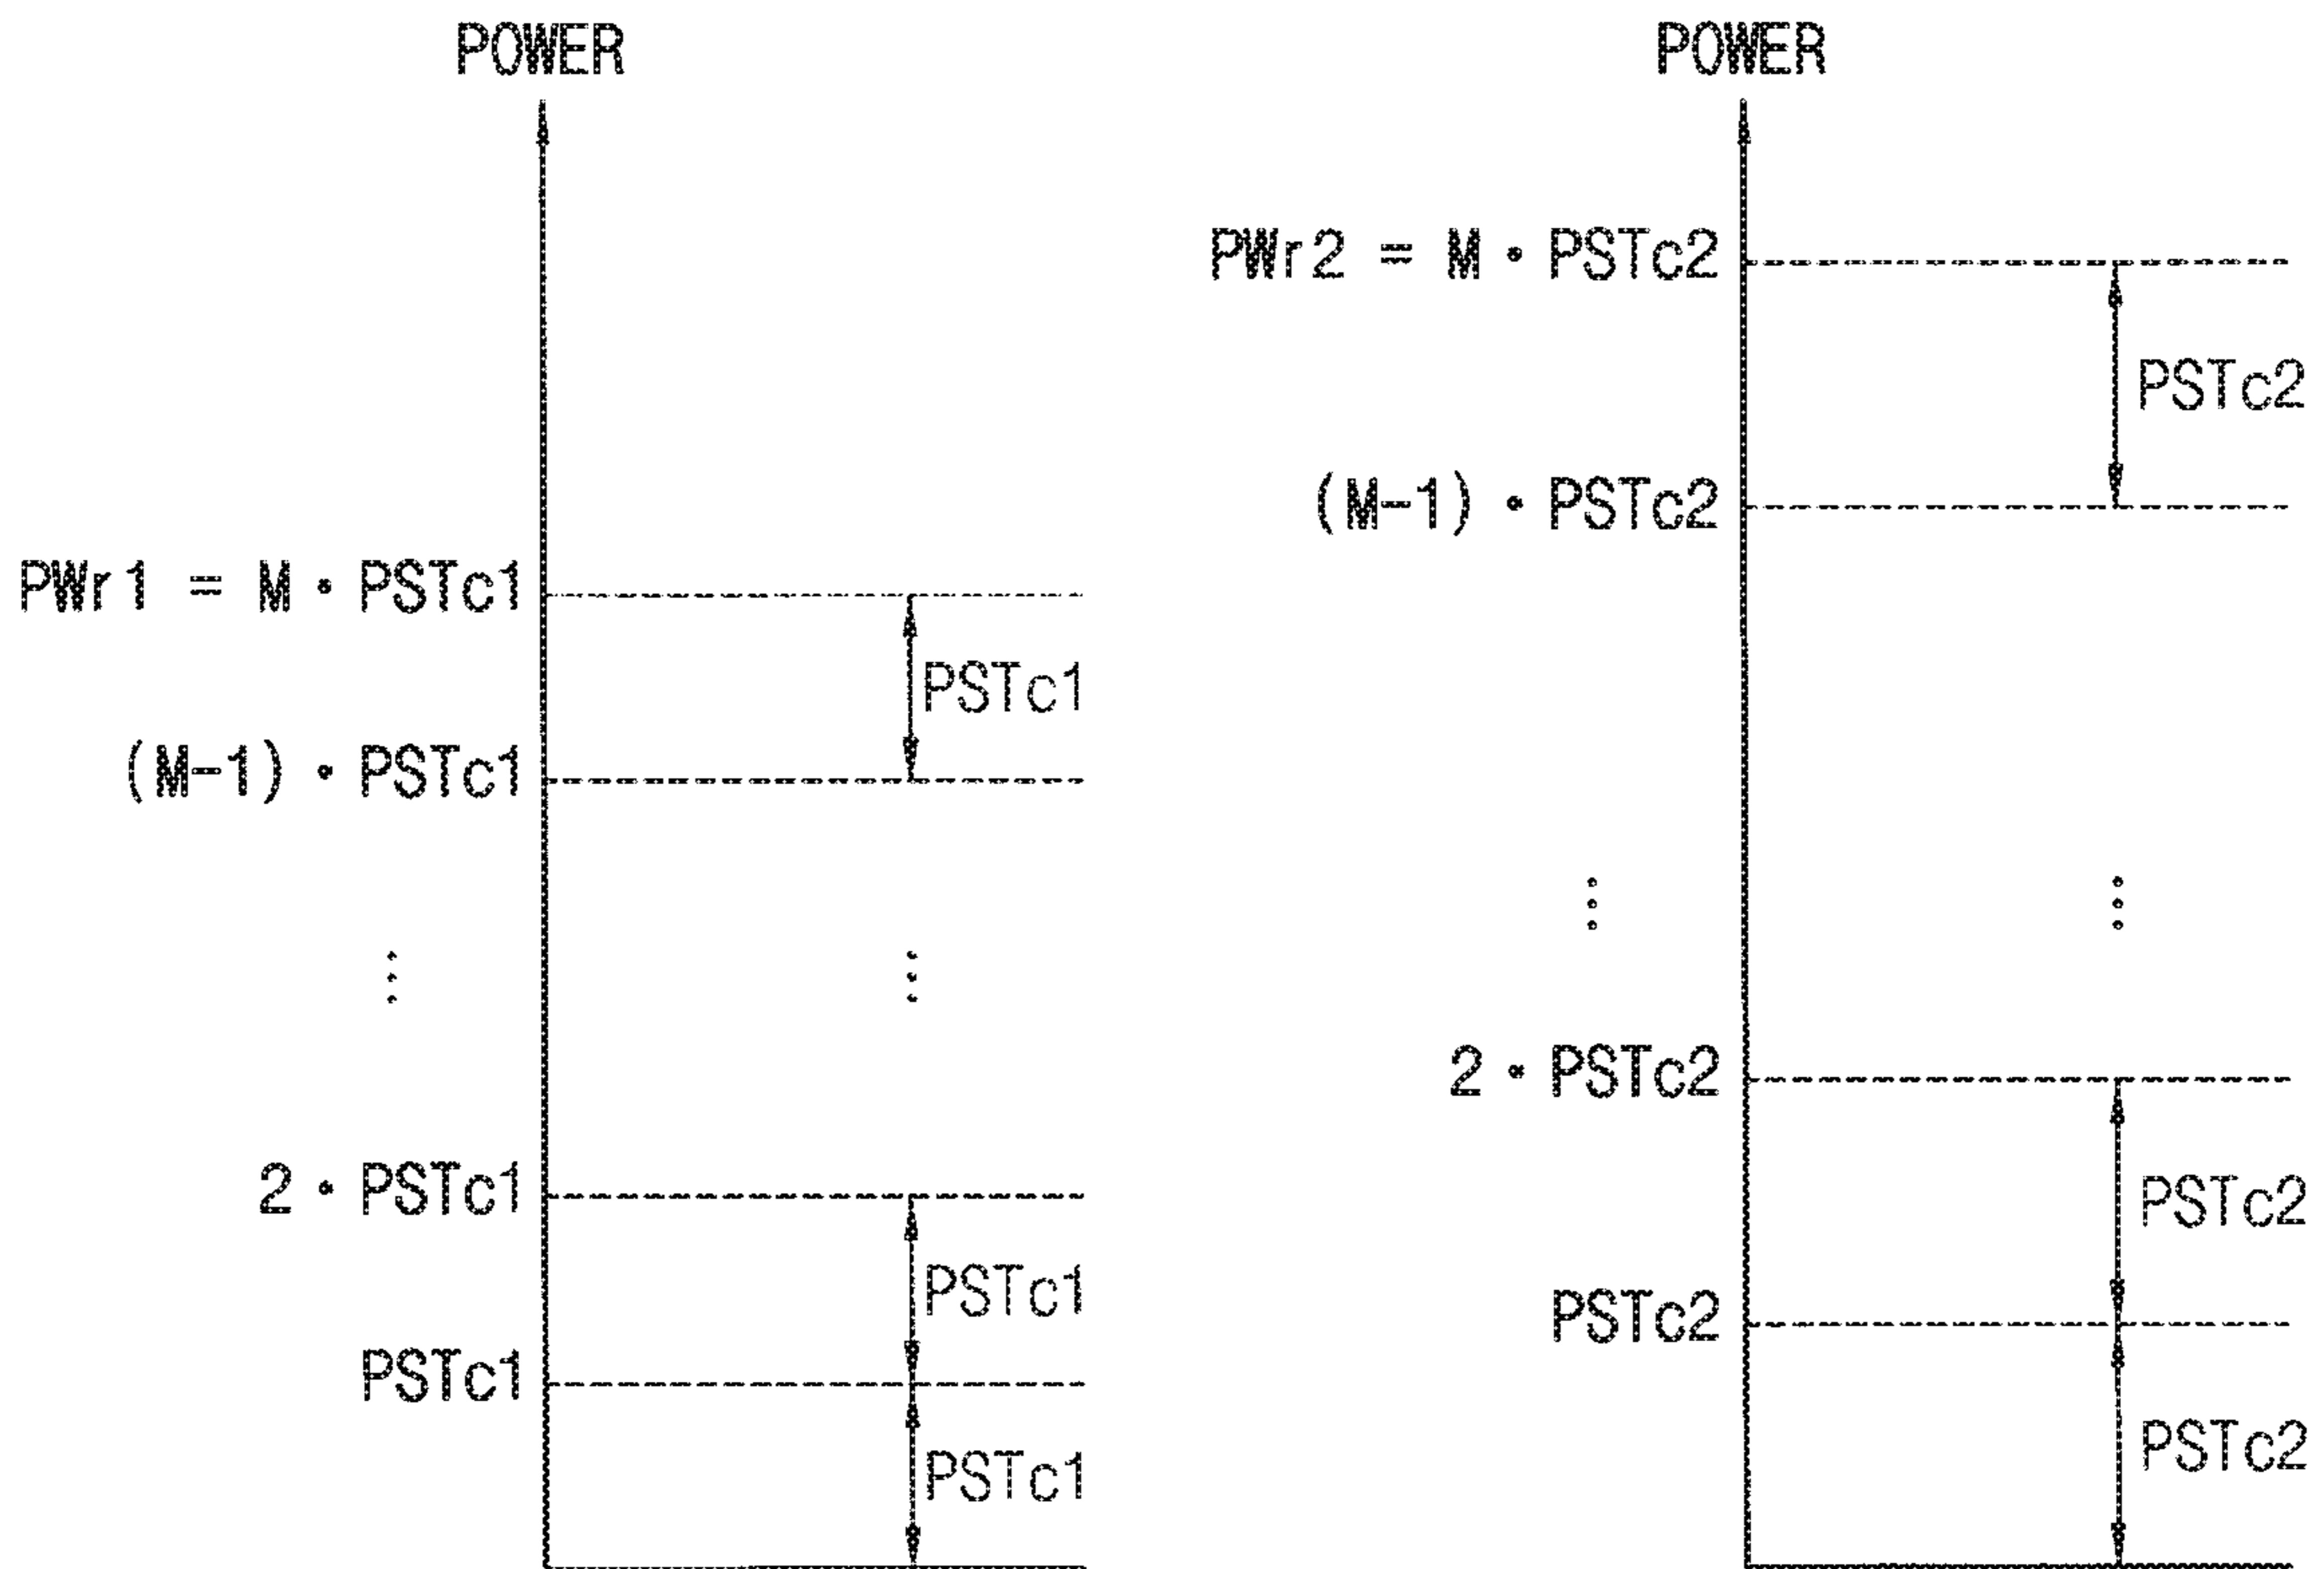 POWER
PWr1 = M • PSTc1
PSTc1
(M-1) • PSTc1
⋮
⋮
2 • PSTc1
PSTc1
PSTc1
PSTc1
POWER
PWr2 = M • PSTc2
PSTc2
(M-1) • PSTc2
⋮
⋮
2 • PSTc2
PSTc2
PSTc2
PSTc2